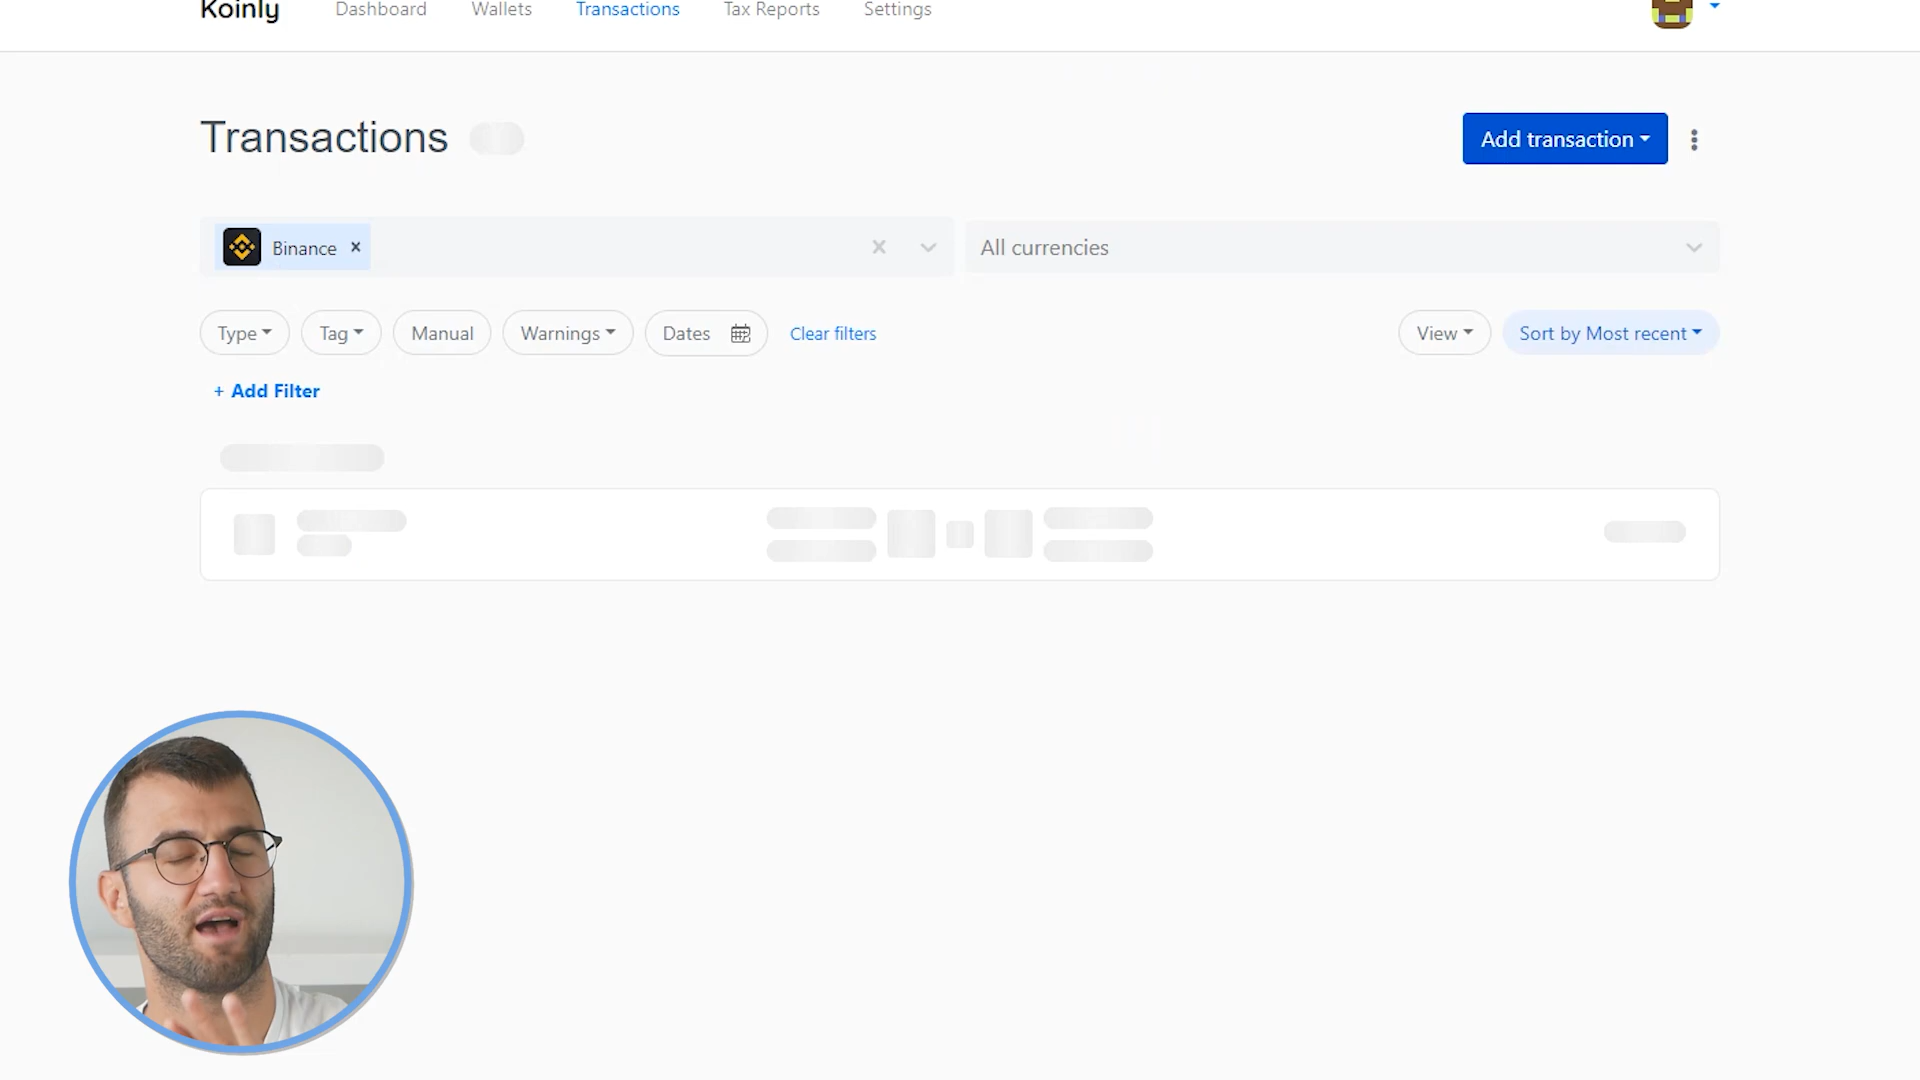 Koinly Dashboard Wallets Transactions Tax Reports Settings
Transactions
Add transaction
Binance ×
All currencies
Type Tag Manual Warnings Dates Clear filters View Sort by Most recent
+ Add Filter